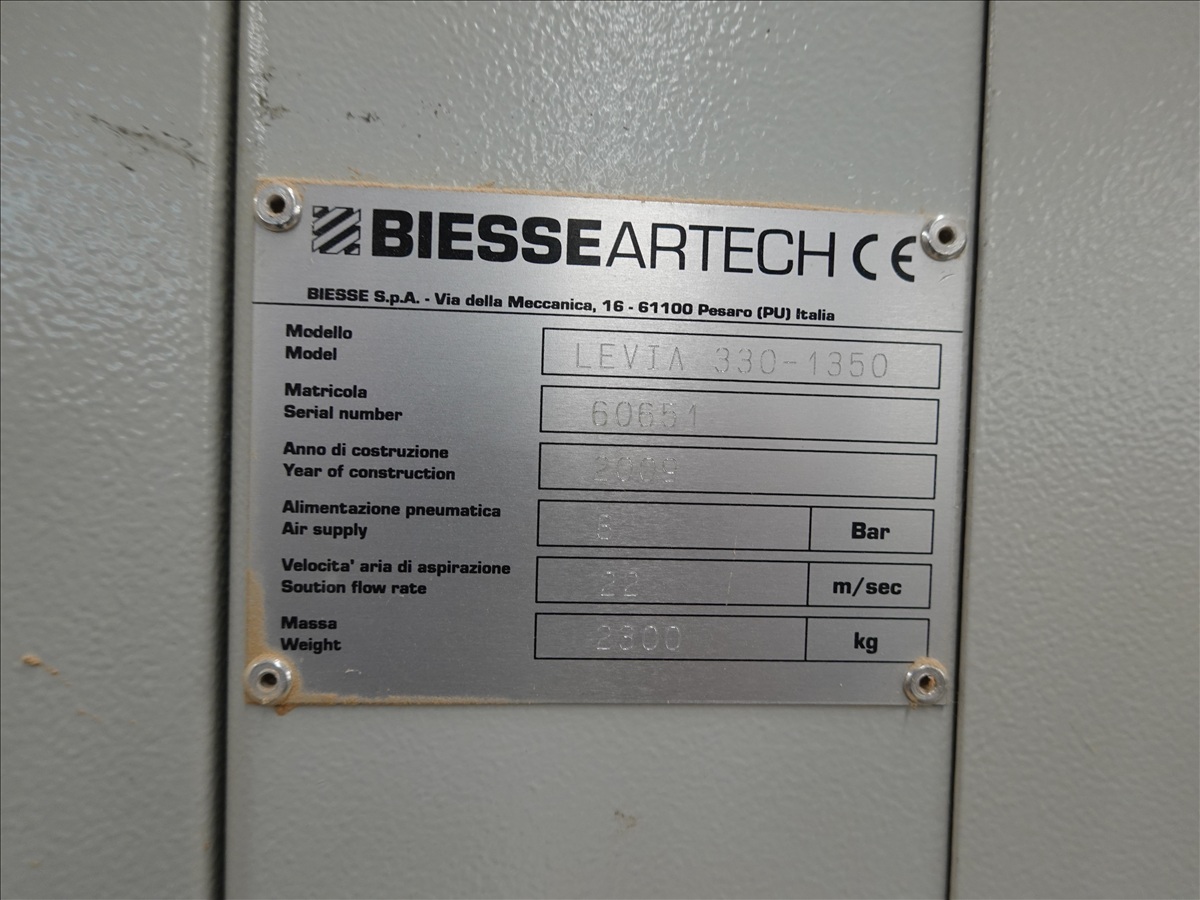 BIESSEARTECH CE
BIESSE S.p.A. - Via della Meccanica, 16 - 61100 Pesaro (PU) Italia
Modello
Model
LEVIA 330-1350
Matricola
Serial number
60651
Anno di costruzione
Year of construction
2009
Alimentazione pneumatica
Air supply
Bar
Velocita' aria di aspirazione
Soution flow rate
22
m/sec
Massa
Weight
2300
kg